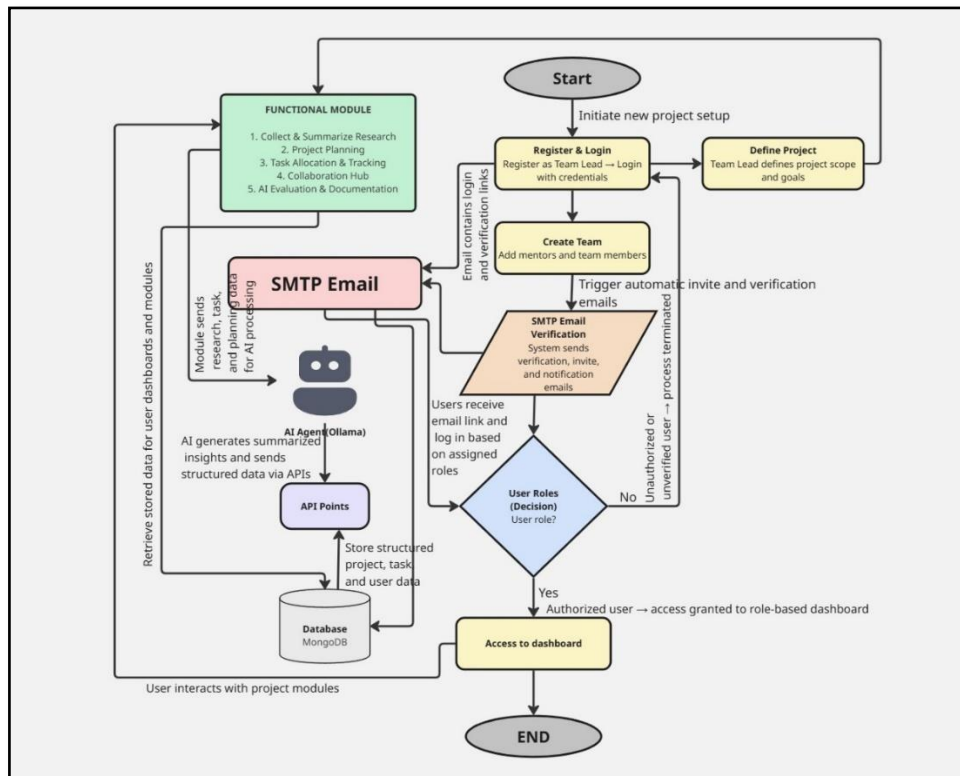 Start
Initiate new project setup
FUNCTIONAL MODULE
1. Collect & Summarize Research
2. Project Planning
3. Task Allocation & Tracking
4. Collaboration Hub
5. AI Evaluation & Documentation
Register & Login
Register as Team Lead → Login
with credentials
Define Project
Team Lead defines project scope
and goals
Email contains login
and verification links
Create Team
Add mentors and team members
SMTP Email
Trigger automatic invite and verification
emails
SMTP Email
Verification
System sends
verification, invite,
and notification
emails
Module sends
research, task,
and planning data
for AI processing
Retrieve stored data for user dashboards and modules
AI Agent(Ollama)
AI generates summarized
insights and sends
structured data via APIs
Users receive
email link and
log in based
on assigned
roles
Unauthorized or
unverified user → process terminated
API Points
User Roles
(Decision)
User role?
No
Store structured
project, task
and user data
Yes
Authorized user → access granted to role-based dashboard
Database
MongoDB
Access to dashboard
User interacts with project modules
END